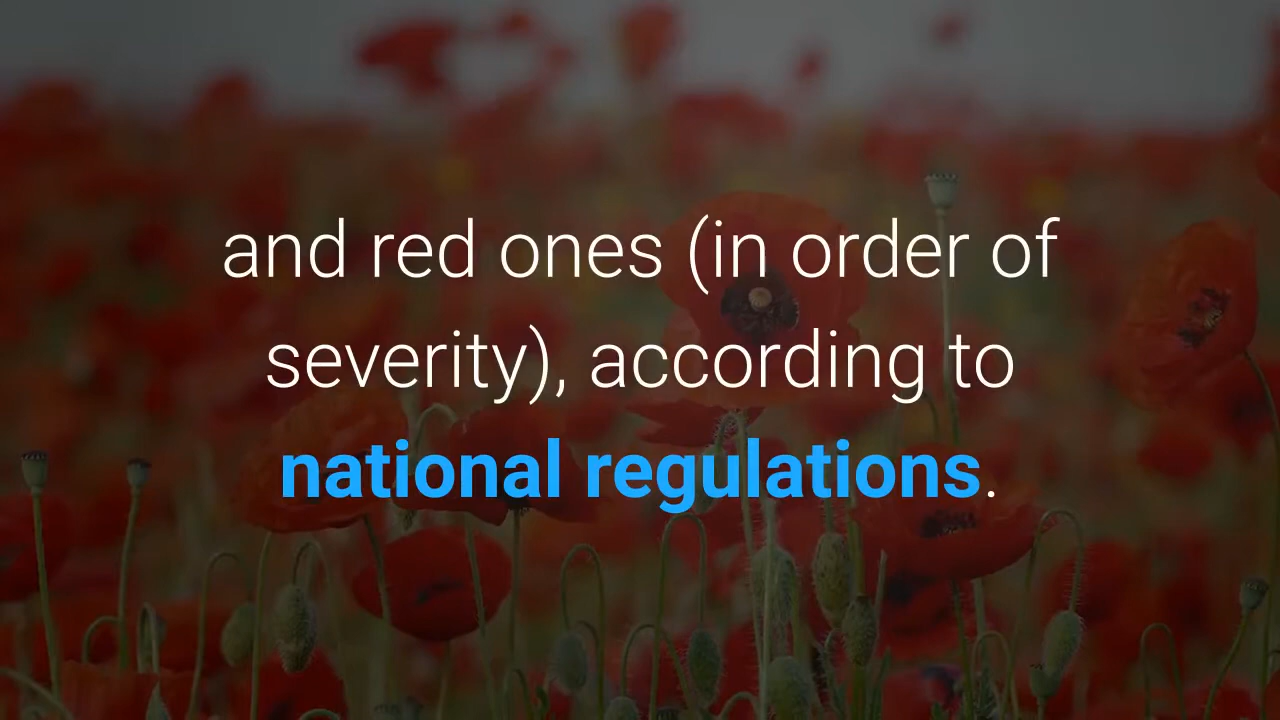 and red ones (in order of
severity), according to
national regulations.